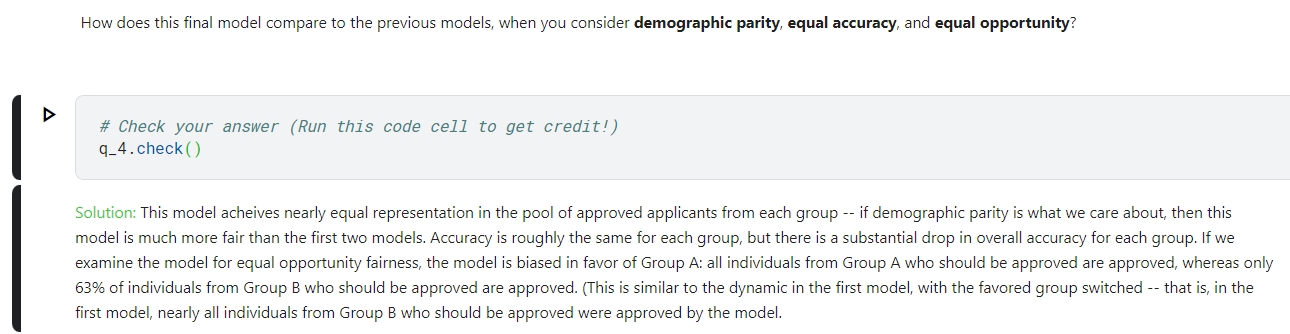 How does this final model compare to the previous models, when you consider demographic parity, equal accuracy, and equal opportunity?
# Check your answer (Run this code cell to get credit!)
q_4.check()
Solution: This model acheives nearly equal representation in the pool of approved applicants from each group -- if demographic parity is what we care about, then this
model is much more fair than the first two models. Accuracy is roughly the same for each group, but there is a substantial drop in overall accuracy for each group. If we
examine the model for equal opportunity fairness, the model is biased in favor of Group A: all individuals from Group A who should be approved are approved, whereas only
63% of individuals from Group B who should be approved are approved. (This is similar to the dynamic in the first model, with the favored group switched -- that is, in the
first model, nearly all individuals from Group B who should be approved were approved by the model.